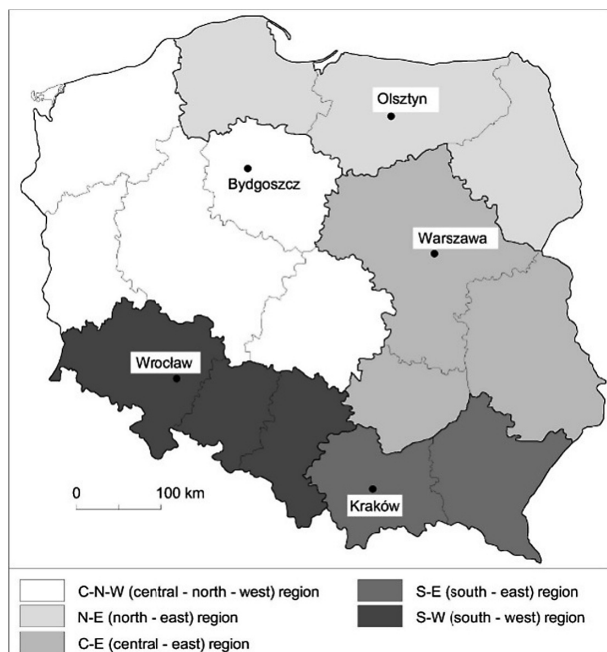 Olsztyn
Bydgoszcz
Warszawa
Wrocław
Kraków
0 100 km
C-N-W (central - north - west) region
N-E (north - east) region
C-E (central - east) region
S-E (south - east) region
S-W (south - west) region